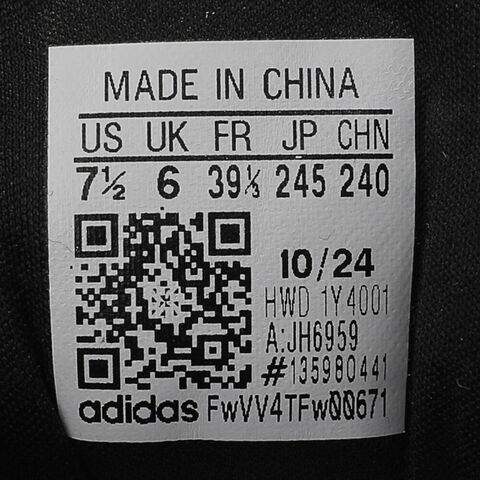 MADE IN CHINA
US UK FR JP CHN
7½ 6 39⅓ 245 240
10/24
HWD 1Y4001
A:JH6959
#135980441
adidas FwVV4TFw00671